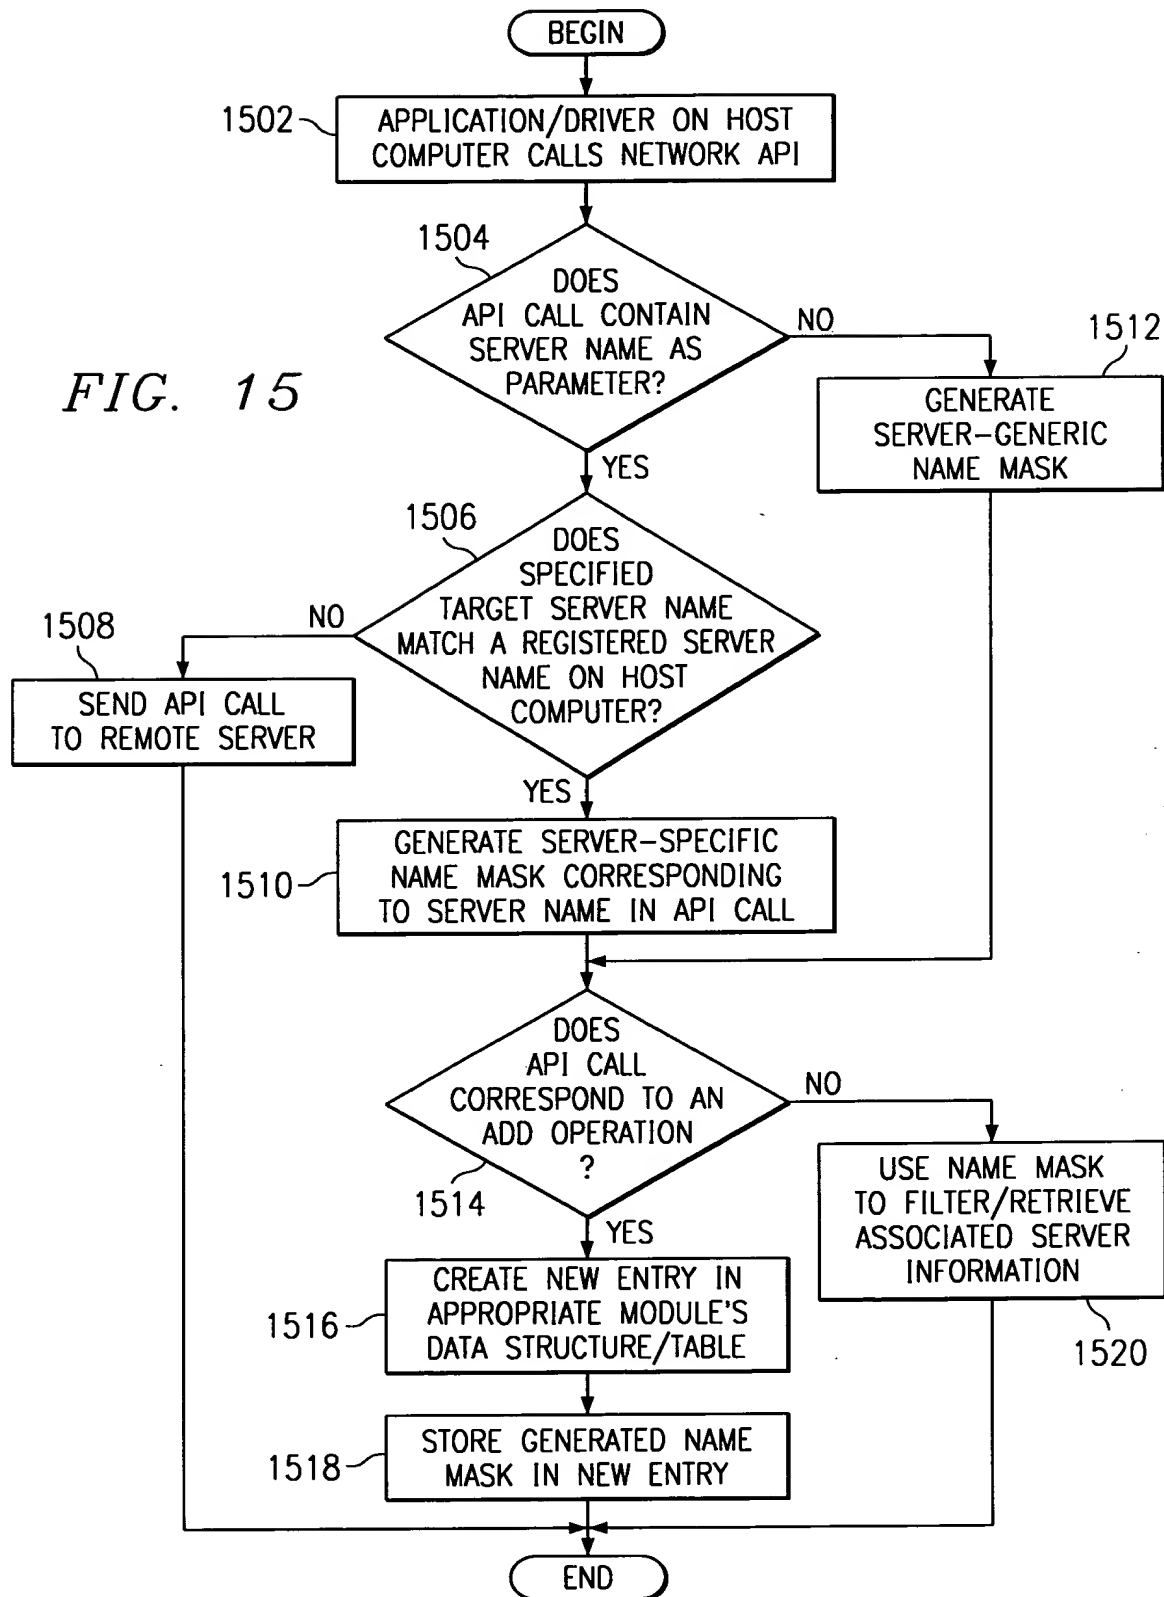 BEGIN
1502
APPLICATION/DRIVER ON HOST
COMPUTER CALLS NETWORK API
1504
DOES
API CALL CONTAIN
SERVER NAME AS
PARAMETER?
NO
1512
GENERATE
SERVER-GENERIC
NAME MASK
FIG. 15
YES
1506
DOES
SPECIFIED
TARGET SERVER NAME
MATCH A REGISTERED SERVER
NAME ON HOST
COMPUTER?
NO
1508
SEND API CALL
TO REMOTE SERVER
YES
1510
GENERATE SERVER-SPECIFIC
NAME MASK CORRESPONDING
TO SERVER NAME IN API CALL
DOES
API CALL
CORRESPOND TO AN
ADD OPERATION
?
1514
NO
USE NAME MASK
TO FILTER/RETRIEVE
ASSOCIATED SERVER
INFORMATION
1520
YES
1516
CREATE NEW ENTRY IN
APPROPRIATE MODULE'S
DATA STRUCTURE/TABLE
1518
STORE GENERATED NAME
MASK IN NEW ENTRY
END